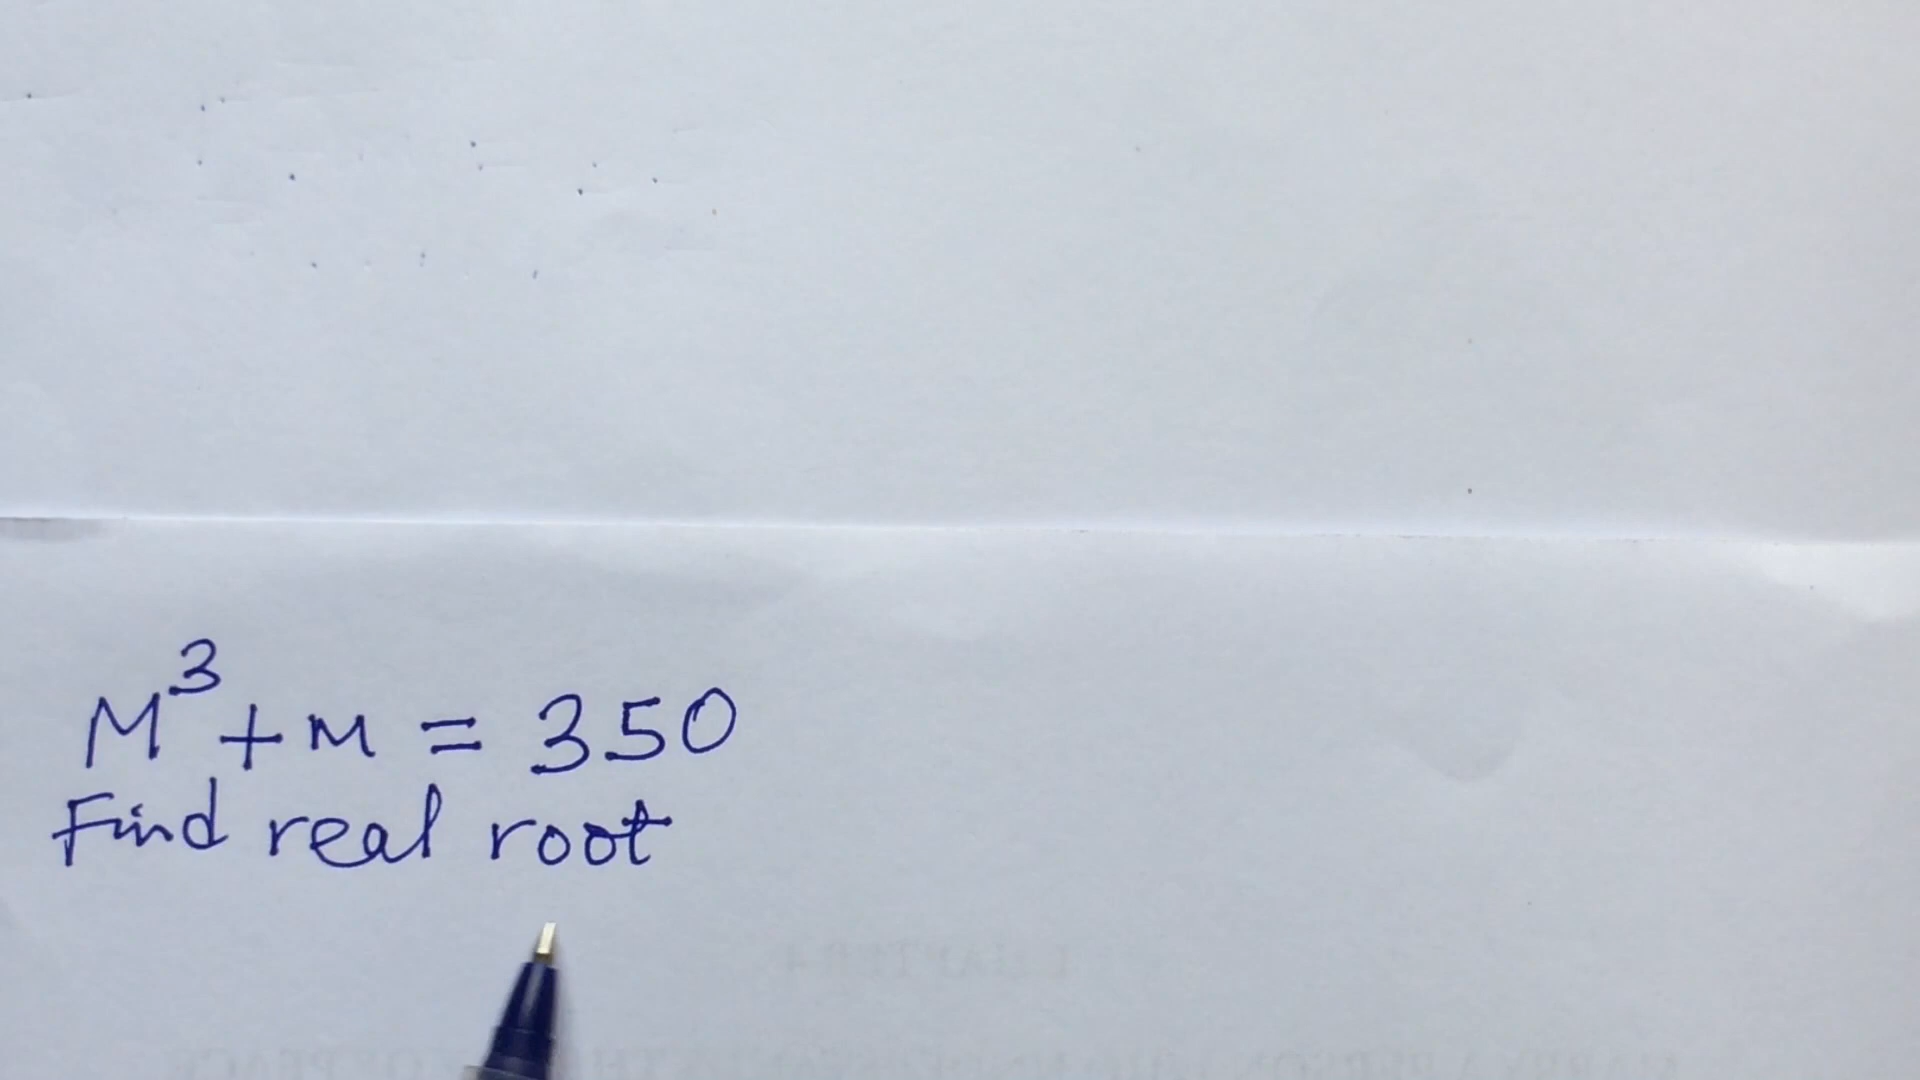 M³+m = 350
Find real root